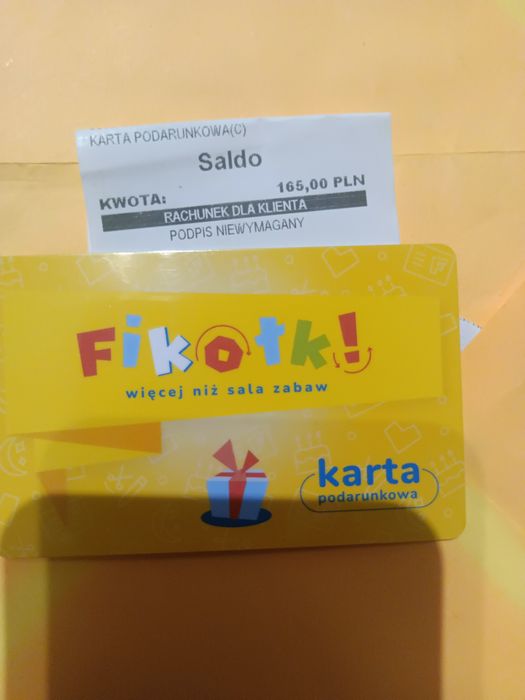 KARTA PODARUNKOWA(C)
Saldo
KWOTA: 165,00 PLN
RACHUNEK DLA KLIENTA
PODPIS NIEWYMAGANY
Fikołki!
więcej niż sala zabaw
karta
podarunkowa